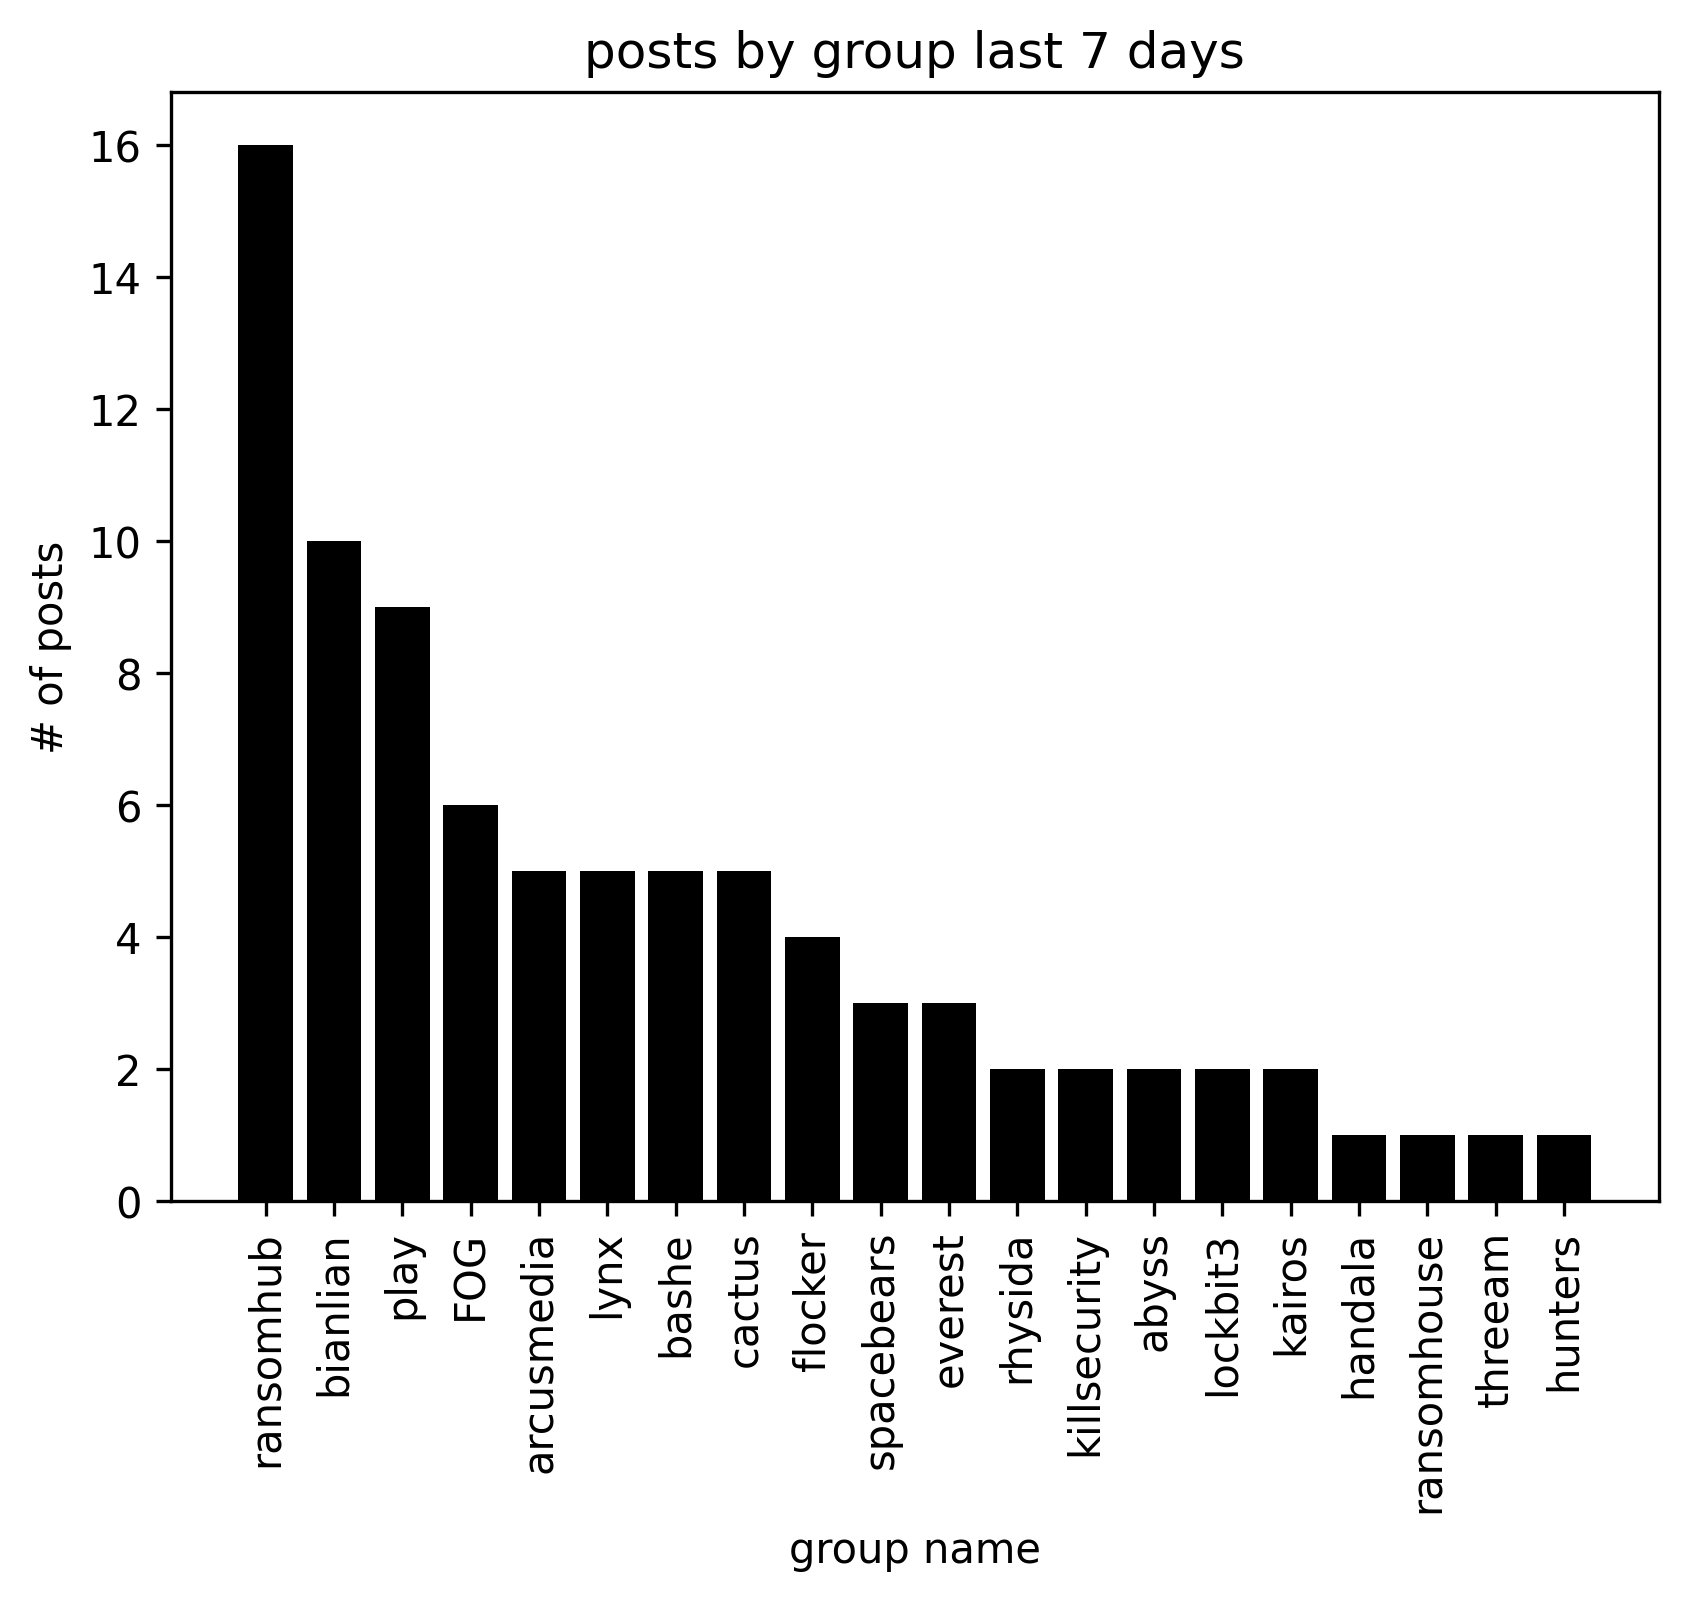 posts by group last 7 days
16
14
12
10
8
6
4
2
0
# of posts
ransomhub
bianlian
play
FOG
arcusmedia
lynx
bashe
cactus
flocker
spacebears
everest
rhysida
killsecurity
abyss
lockbit3
kairos
handala
ransomhouse
threeam
hunters
group name